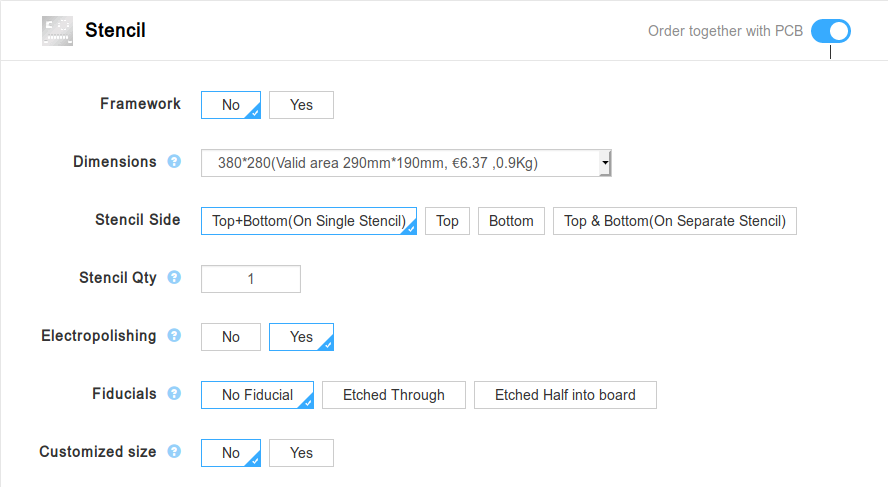 Stencil Order together with PCB
Framework No Yes
Dimensions ? 380*280(Valid area 290mm*190mm, €6.37 ,0.9Kg)
Stencil Side Top+Bottom(On Single Stencil) Top Bottom Top & Bottom(On Separate Stencil)
Stencil Qty ? 1
Electropolishing ? No Yes
Fiducials ? No Fiducial Etched Through Etched Half into board
Customized size ? No Yes